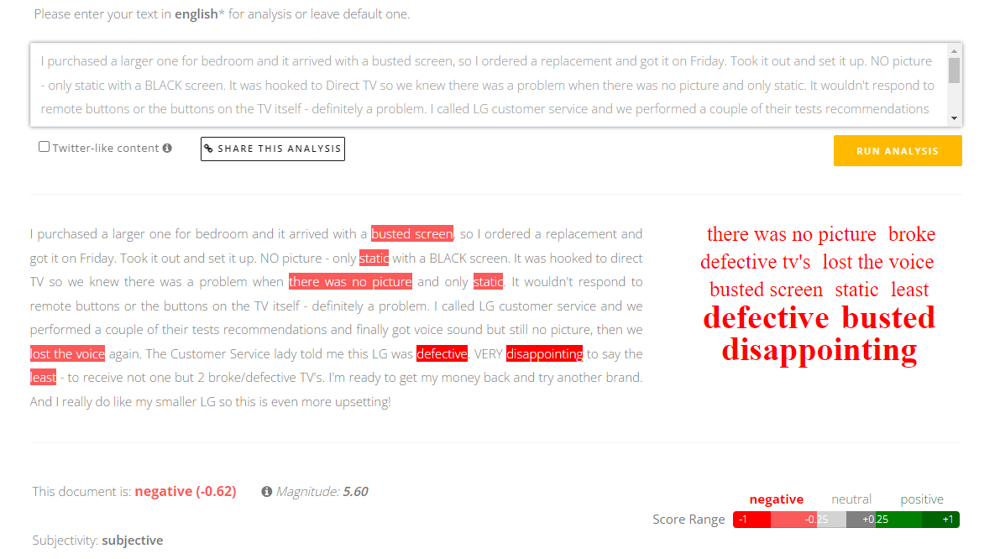 Please enter your text in english* for analysis or leave default one.
I purchased a larger one for bedroom and it arrived with a busted screen, so I ordered a replacement and got it on Friday. Took it out and set it up. NO picture
- only static with a BLACK screen. It was hooked to Direct TV so we knew there was a problem when there was no picture and only static. It wouldn't respond to
remote buttons or the buttons on the TV itself - definitely a problem. I called LG customer service and we performed a couple of their tests recommendations
Twitter-like content
SHARE THIS ANALYSIS
RUN ANALYSIS
I purchased a larger one for bedroom and it arrived with a busted screen, so I ordered a replacement and
got it on Friday. Took it out and set it up. NO picture - only static with a BLACK screen. It was hooked to direct
TV so we knew there was a problem when there was no picture and only static. It wouldn't respond to
remote buttons or the buttons on the TV itself - definitely a problem. I called LG customer service and we
performed a couple of their tests recommendations and finally got voice sound but still no picture, then we
lost the voice again. The Customer Service lady told me this LG was defective. VERY disappointing to say the
least - to receive not one but 2 broke/defective TV's. I'm ready to get my money back and try another brand.
And I really do like my smaller LG so this is even more upsetting!
there was no picture broke
defective tv's lost the voice
busted screen static least
defective busted
disappointing
This document is: negative (-0.62)
Magnitude: 5.60
negative neutral positive
Score Range -1 -0.25 +0.25 +1
Subjectivity: subjective